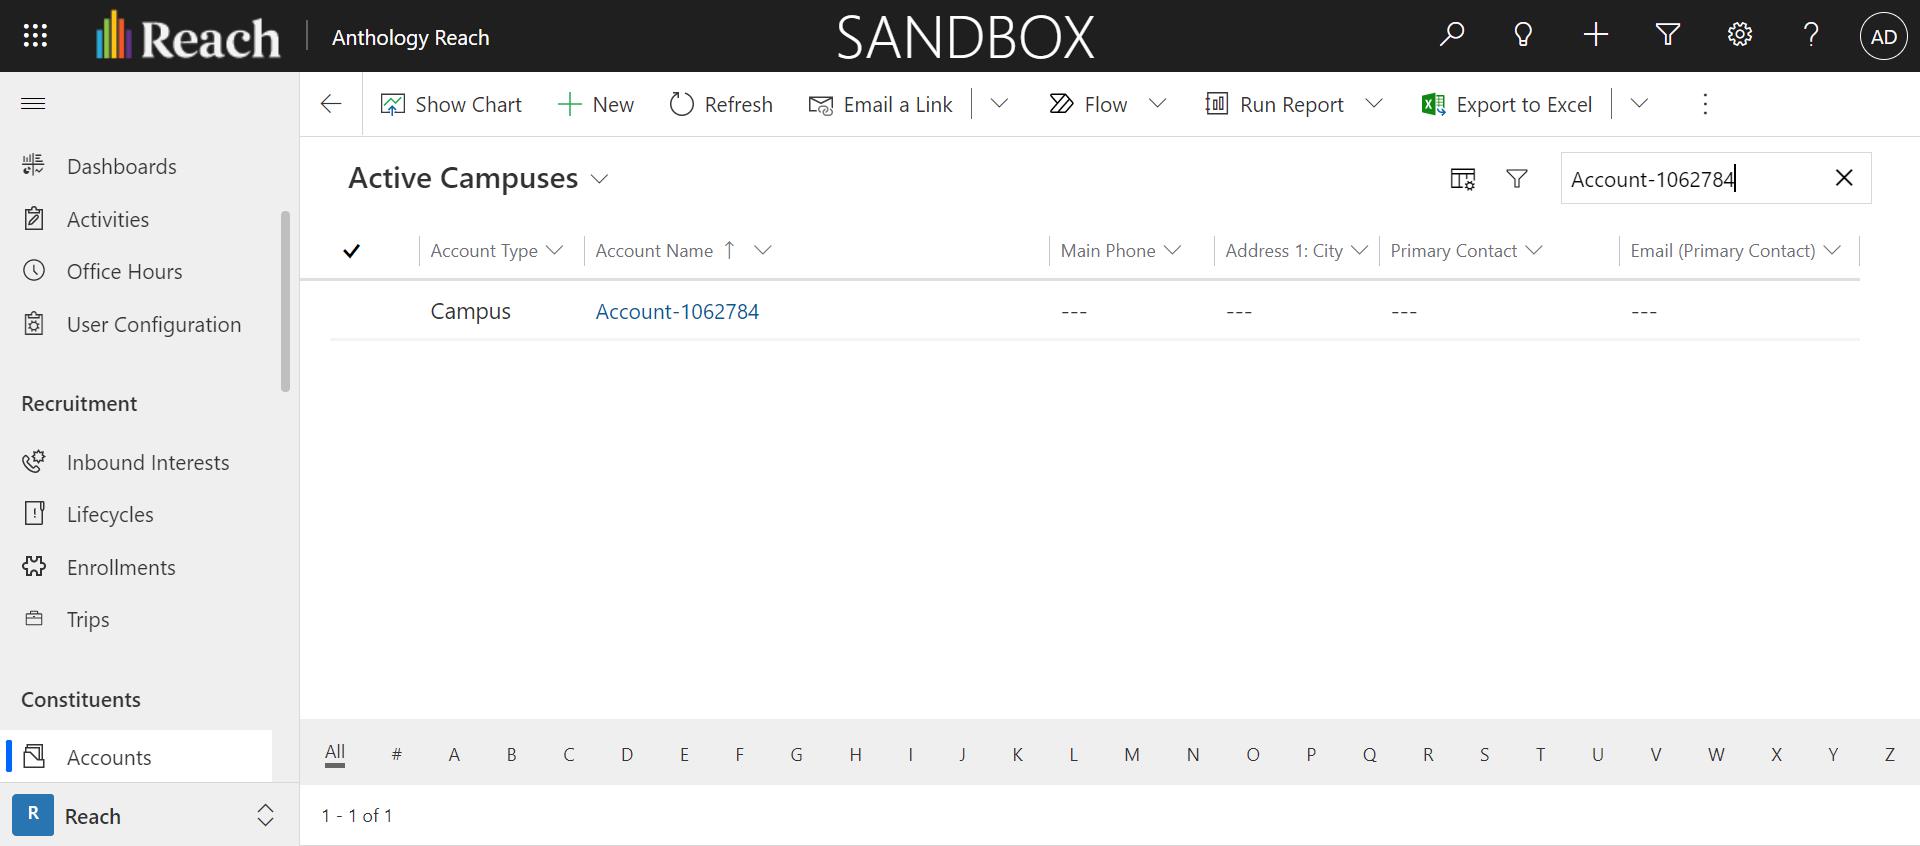 Reach
Anthology Reach
SANDBOX
AD
Show Chart
New
Refresh
Email a Link
Flow
Run Report
Export to Excel
Dashboards
Activities
Office Hours
User Configuration
Recruitment
Inbound Interests
Lifecycles
Enrollments
Trips
Constituents
Accounts
R Reach
Active Campuses
Account-1062784
Account Type Account Name Main Phone Address 1: City Primary Contact Email (Primary Contact)
Campus Account-1062784 --- --- --- ---
All # A B C D E F G H I J K L M N O P Q R S T U V W X Y Z
1 - 1 of 1